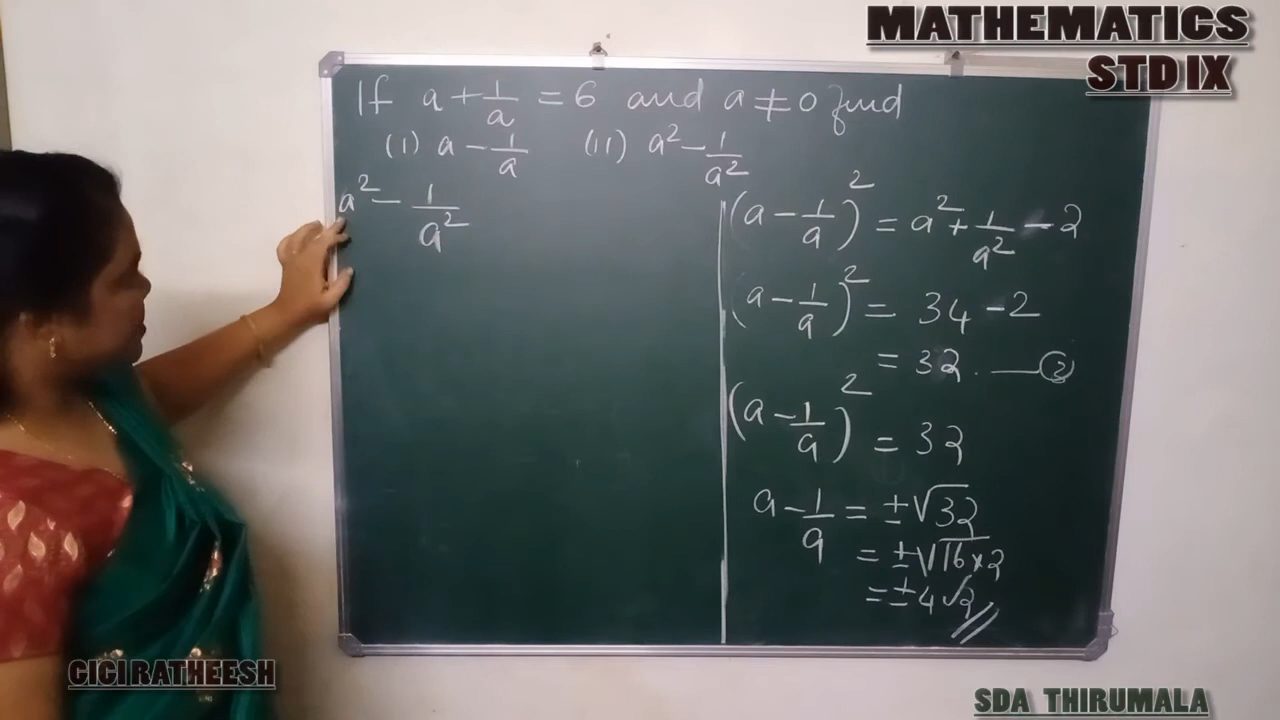 MATHEMATICS
STD IX
If a + 1/a = 6 and a ≠ 0 find
(I) a - 1/a (II) a² - 1/a²
a² - 1/a²
(a - 1/a)² = a² + 1/a² - 2
(a - 1/a)² = 34 - 2
= 32. —②
(a - 1/a)² = 32
a - 1/a = ±√32
= ±√16×2
= ±4√2
CICI RATHEESH
SDA THIRUMALA